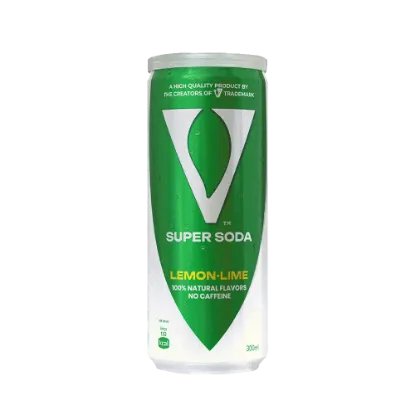 A HIGH QUALITY PRODUCT BY
THE CREATORS OF V TRADEMARK
V
TM
SUPER SODA
LEMON·LIME
100% NATURAL FLAVORS
NO CAFFEINE
kcal
300ml